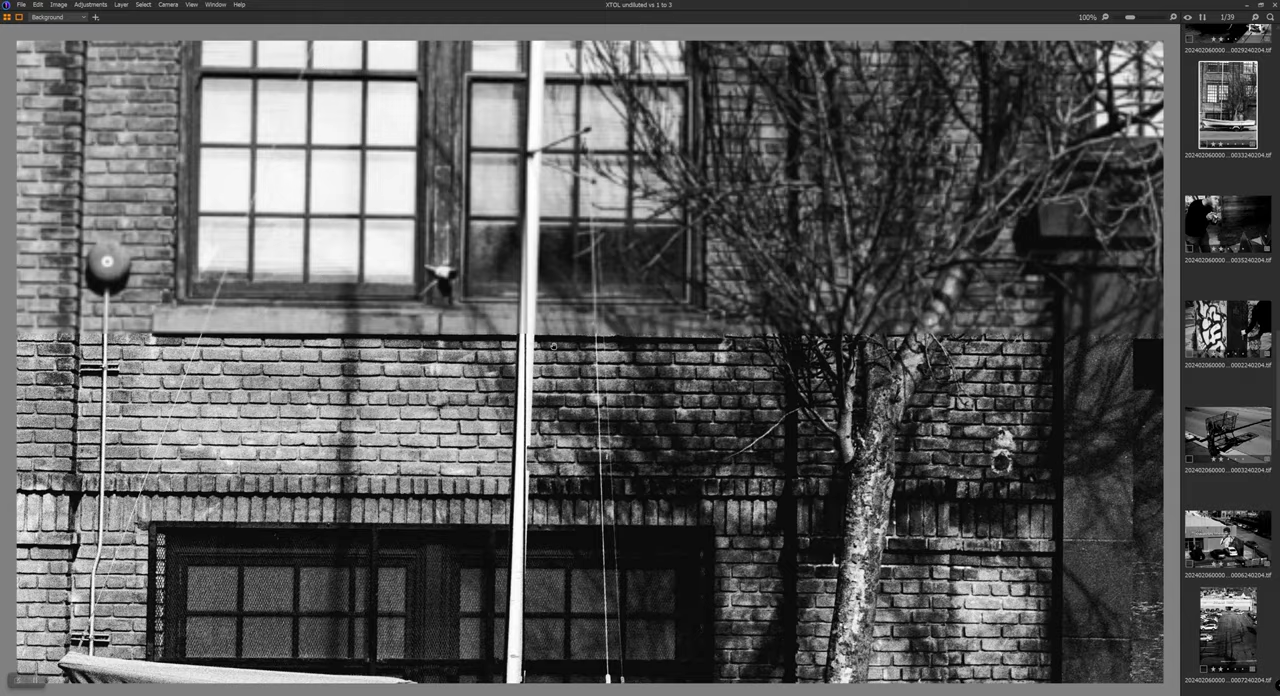 File Edit Image Adjustments Layer Select Camera View Window Help
XTOL undiluted vs 1 to 3
Background
100%
1/39
202402060000...0029240204.tif
202402060000...0033240204.tif
202402060000...0035240204.tif
202402060000...0002240204.tif
202402060000...0003240204.tif
202402060000...0006240204.tif
202402060000...0007240204.tif